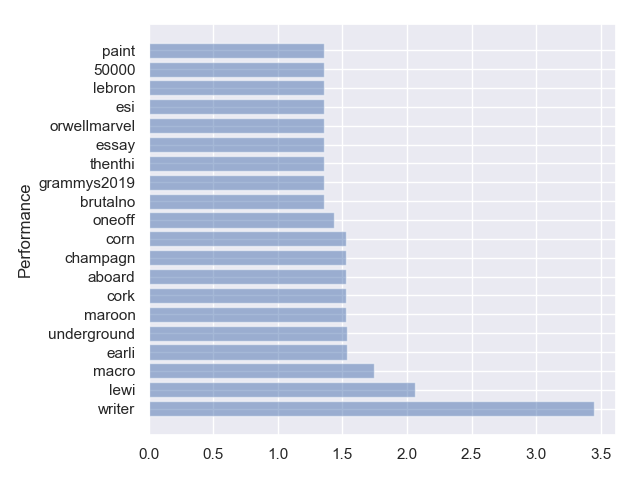 paint
50000
lebron
esi
orwellmarvel
essay
thenthi
grammys2019
brutalno
oneoff
corn
champagn
aboard
cork
maroon
underground
earli
macro
lewi
writer
Performance
0.0 0.5 1.0 1.5 2.0 2.5 3.0 3.5